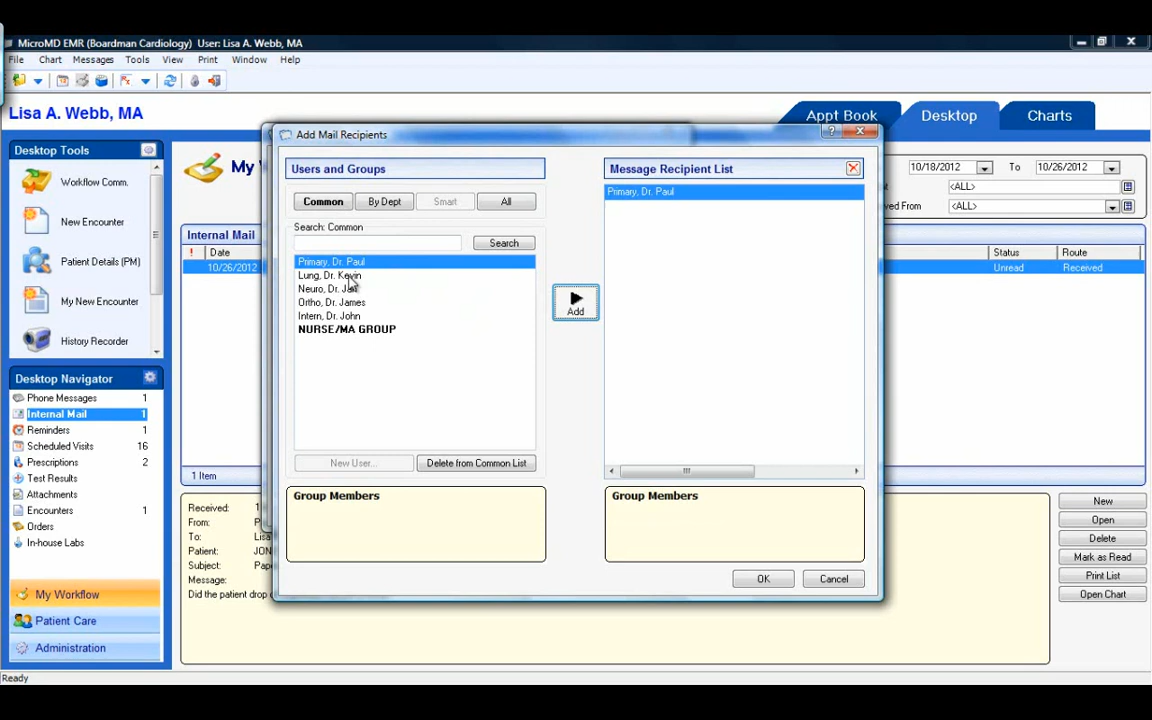 MicroMD EMR (Boardman Cardiology) User: Lisa A. Webb, MA
File Chart Messages Tools View Print Window Help
Lisa A. Webb, MA
Appt Book Desktop Charts
Desktop Tools
Workflow Comm.
New Encounter
Patient Details (PM)
My New Encounter
History Recorder
Desktop Navigator
Phone Messages 1
Internal Mail 1
Reminders 1
Scheduled Visits 16
Prescriptions 2
Test Results
Attachments
Encounters 1
Orders
In-house Labs
My Workflow
Patient Care
Administration
Ready
My
10/18/2012 To 10/26/2012
<ALL>
<ALL>
Internal Mail
! Date Status Route
10/26/2012 Unread Received
1 Item
Received:
From:
To: Lisa
Patient:
Subject:
Message:
Did the patient drop
New
Open
Delete
Mark as Read
Print List
Open Chart
Add Mail Recipients
Users and Groups
Common By Dept Smart All
Search: Common
Search
Primary, Dr. Paul
Lung, Dr. Kevin
Neuro, Dr.
Ortho, Dr. James
Intern, Dr. John
NURSE/MA GROUP
New User... Delete from Common List
Group Members
Add
Message Recipient List
Primary, Dr. Paul
Group Members
OK Cancel